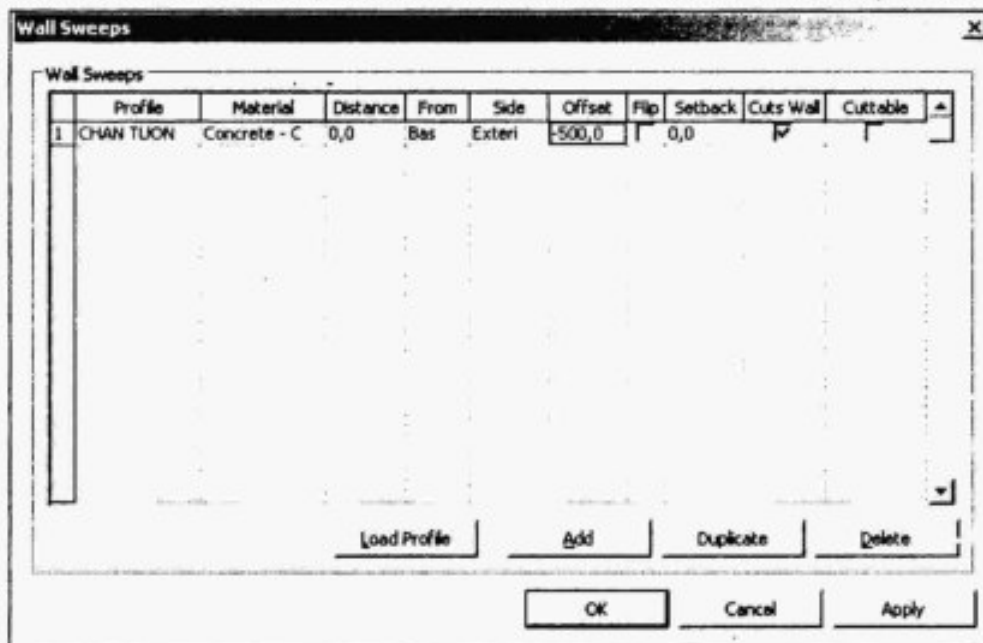 Wall Sweeps
Wall Sweeps
Profile Material Distance From Side Offset Flip Setback Cuts Wall Cuttable
1 CHAN TUON Concrete - C 0,0 Bas Exteri -500,0 0,0
Load Profile Add Duplicate Delete
OK Cancel Apply